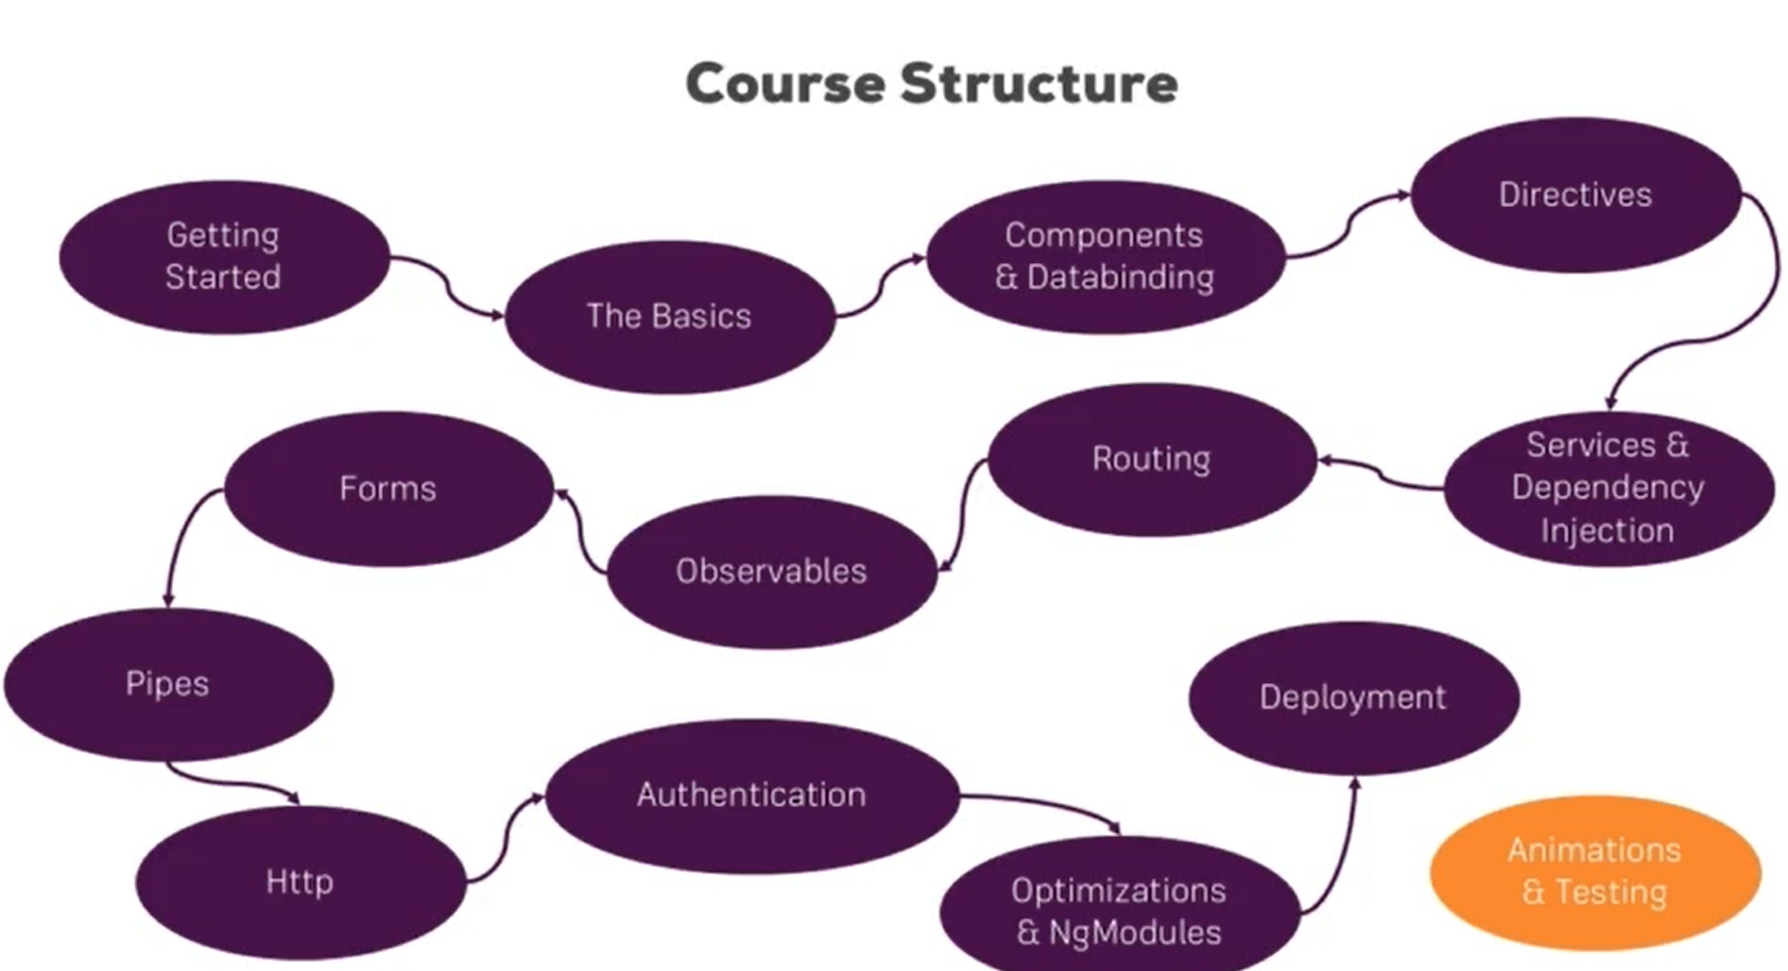 Course Structure
Getting
Started
The Basics
Components
& Databinding
Directives
Services &
Dependency
Injection
Routing
Observables
Forms
Pipes
Http
Authentication
Optimizations
& NgModules
Deployment
Animations
& Testing